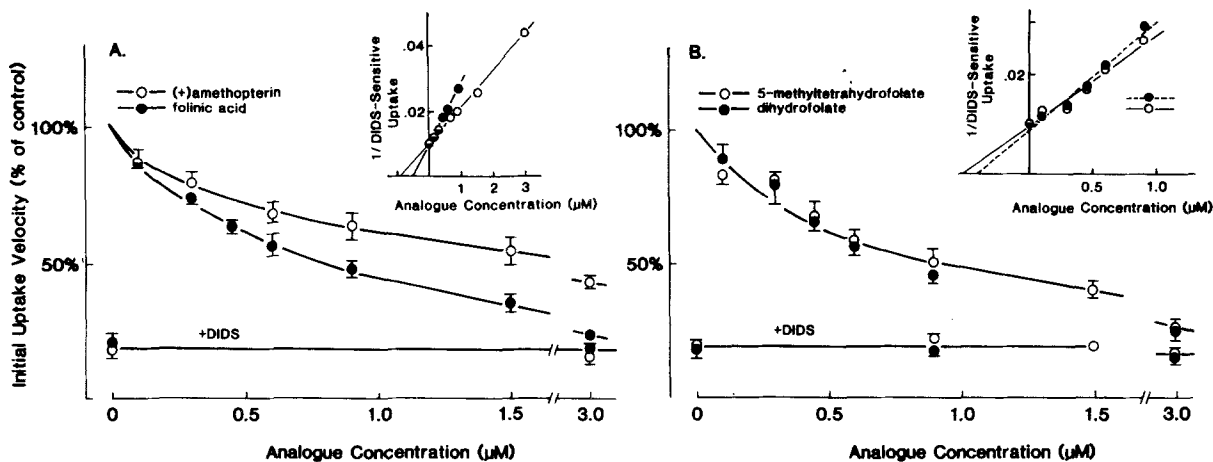 A.
(+)amethopterin
folinic acid
Initial Uptake Velocity (% of control)
100%
50%
+DIDS
0
0.5
1.0
1.5
3.0
Analogue Concentration (μM)
1/DIDS-Sensitive
Uptake
.04
.02
0
1
3
Analogue Concentration (μM)
B.
5-methyltetrahydrofolate
dihydrofolate
100%
50%
+DIDS
0
0.5
1.0
1.5
3.0
Analogue Concentration (μM)
1/DIDS-Sensitive
Uptake
.02
0.5
1.0
Analogue Concentration (μM)